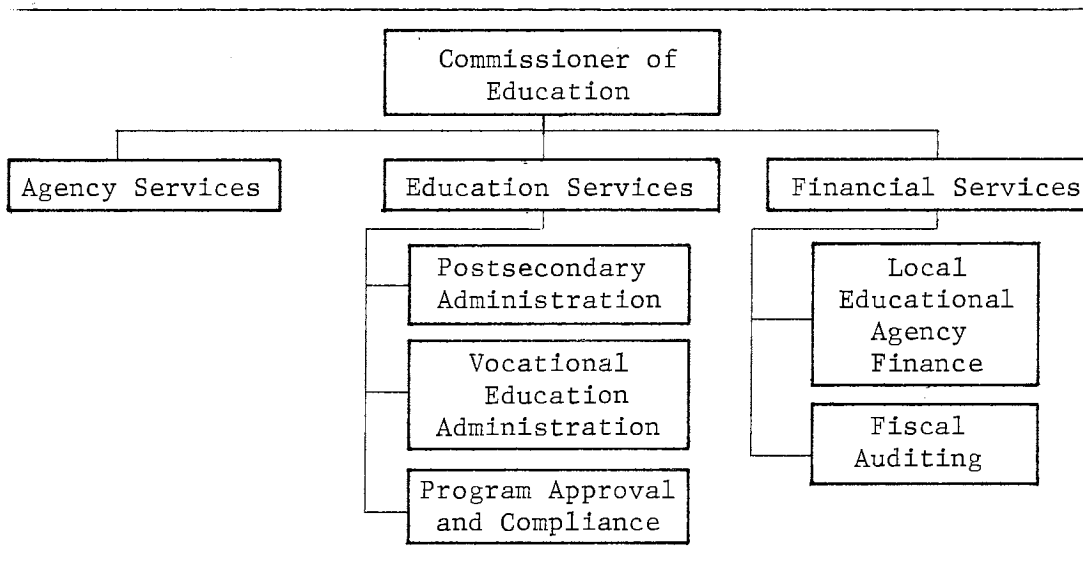 Commissioner of
Education
Agency Services
Education Services
Financial Services
Postsecondary
Administration
Vocational
Education
Administration
Program Approval
and Compliance
Local
Educational
Agency
Finance
Fiscal
Auditing